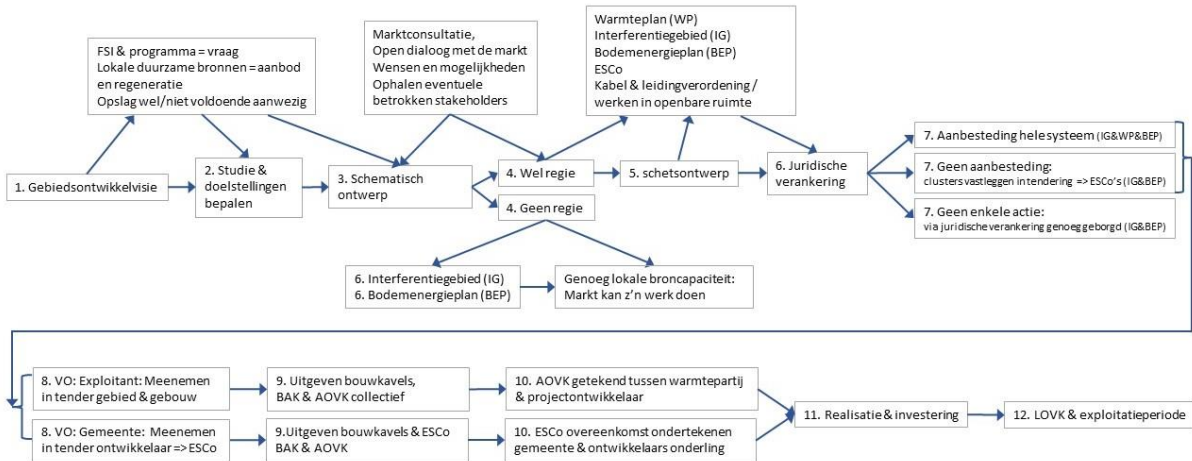 FSI & programma = vraag
Lokale duurzame bronnen = aanbod
en regeneratie
Opslag wel/niet voldoende aanwezig
Marktconsultatie,
Open dialoog met de markt
Wensen en mogelijkheden
Ophalen eventuele
betrokken stakeholders
Warmteplan (WP)
Interferentiegebied (IG)
Bodemenergieplan (BEP)
ESCo
Kabel & leidingverordening /
werken in openbare ruimte
1. Gebiedsontwikkelvisie
2. Studie &
doelstellingen
bepalen
3. Schematisch
ontwerp
4. Wel regie
4. Geen regie
5. schetsontwerp
6. Juridische
verankering
7. Aanbesteding hele systeem (IG&WP&BEP)
7. Geen aanbesteding:
clusters vastleggen in tendering => ESCo's (IG&BEP)
7. Geen enkele actie:
via juridische verankering genoeg geborgd (IG&BEP)
6. Interferentiegebied (IG)
6. Bodemenergieplan (BEP)
Genoeg lokale broncapaciteit:
Markt kan z'n werk doen
8. VO: Exploitant: Meenemen
in tender gebied & gebouw
9. Uitgeven bouwkavels,
BAK & AOVK collectief
10. AOVK getekend tussen warmtepartij
& projectontwikkelaar
8. VO: Gemeente: Meenemen
in tender ontwikkelaar => ESCo
9.Uitgeven bouwkavels & ESCo
BAK & AOVK
10. ESCo overeenkomst ondertekenen
gemeente & ontwikkelaars onderling
11. Realisatie & investering
12. LOVK & exploitatieperiode